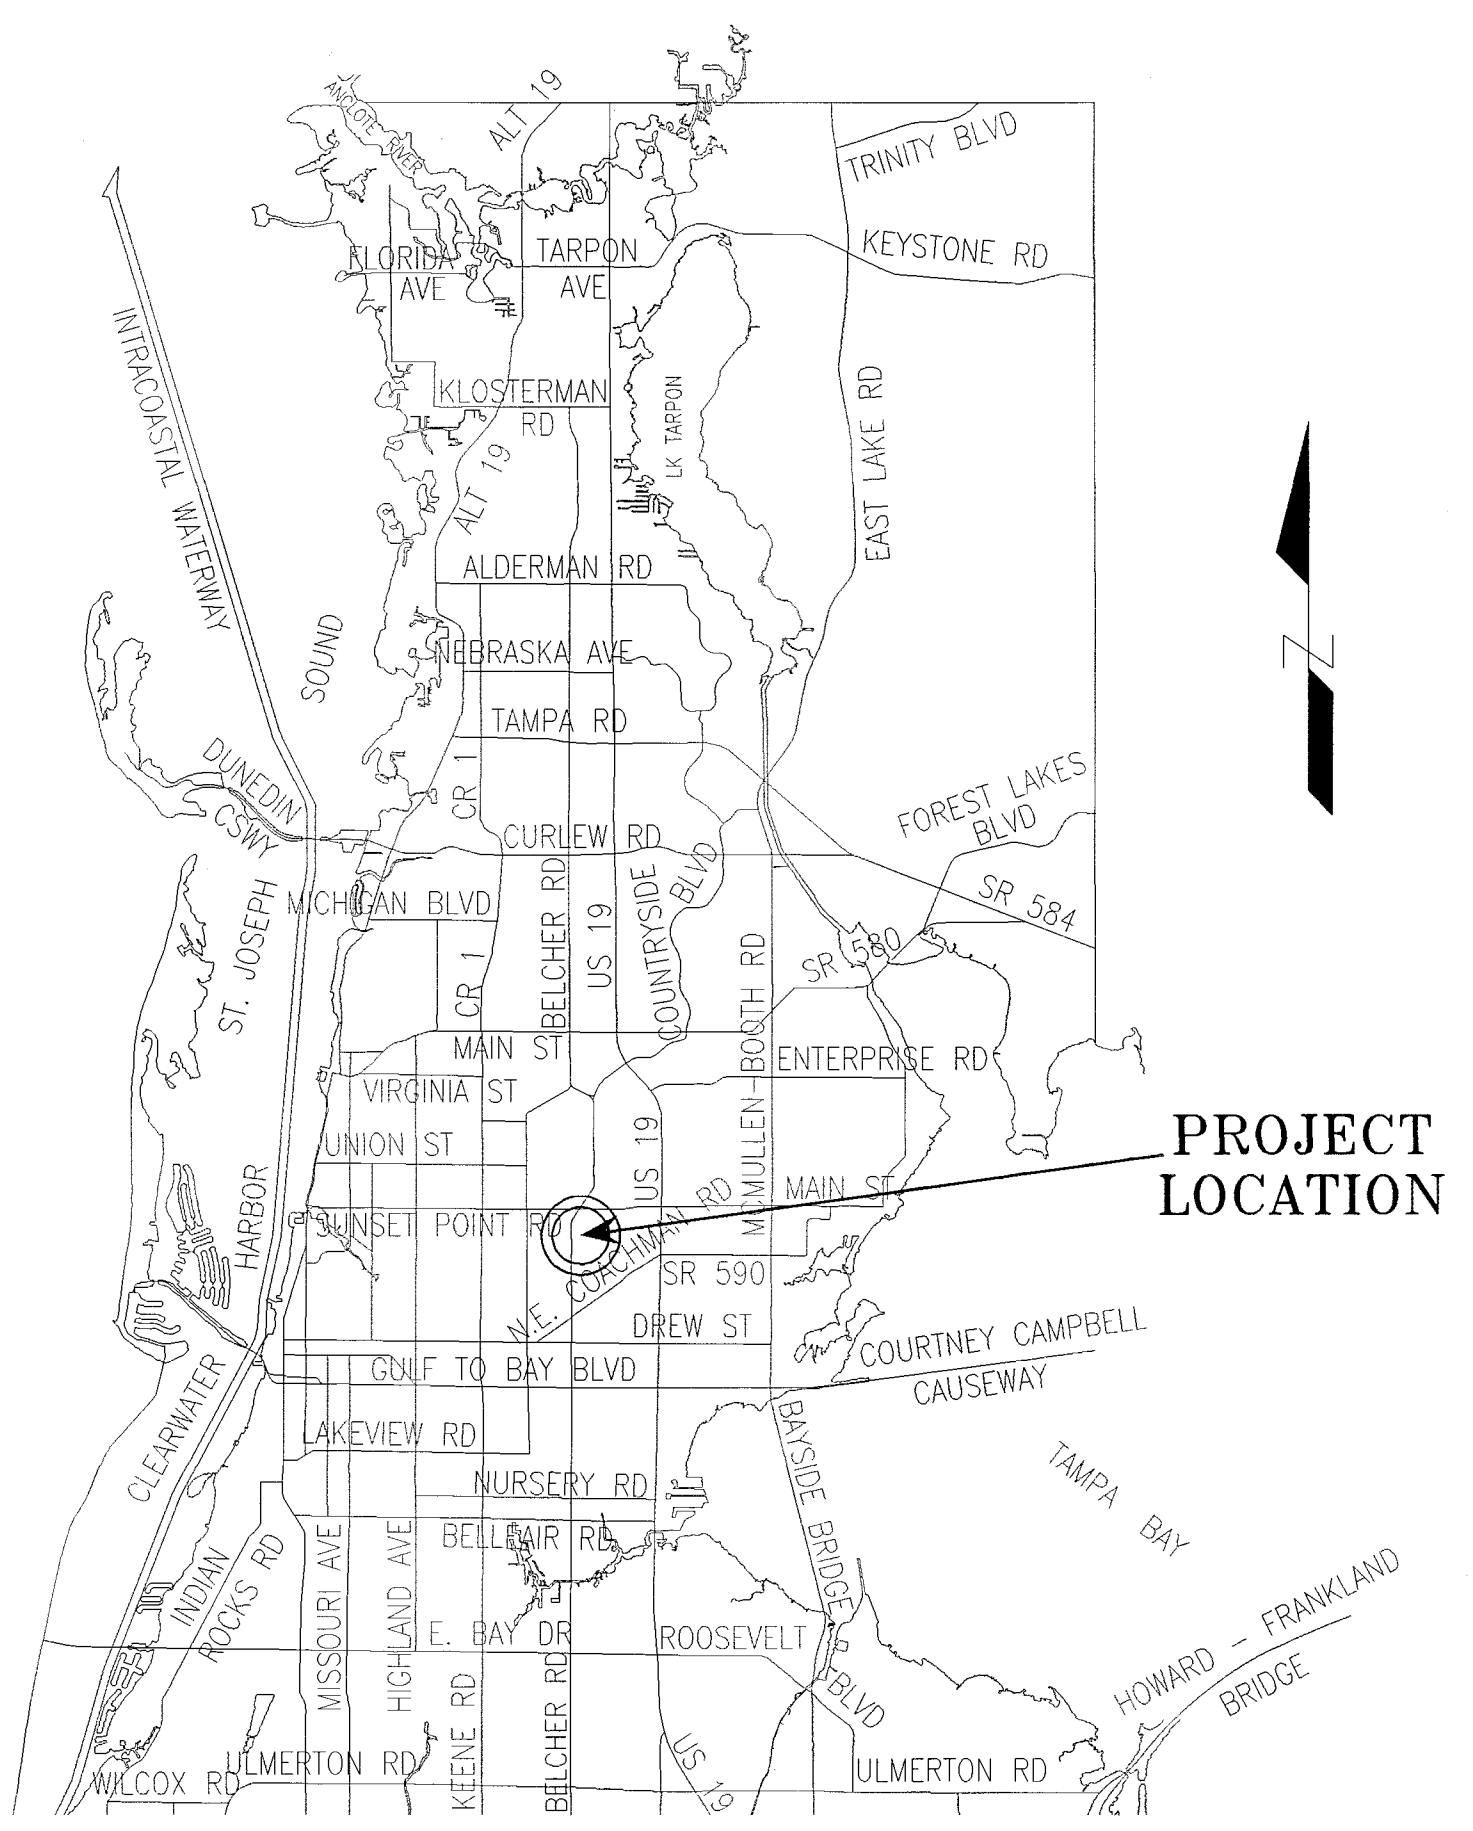 ANCLOTE RIVER
ALT 19
TRINITY BLVD
FLORIDA
AVE
TARPON
AVE
KEYSTONE RD
INTRACOASTAL WATERWAY
KLOSTERMAN
RD
LK TARPON
EAST LAKE RD
ALT 19
ALDERMAN RD
N
SOUND
NEBRASKA AVE
TAMPA RD
DUNEDIN
CSWY
CR 1
FOREST LAKES
BLVD
CURLEW RD
COUNTRYSIDE
BLVD
SR 584
ST. JOSEPH
MICHIGAN BLVD
BELCHER RD
US 19
SR 580
CR 1
MCMULLEN-BOOTH RD
MAIN ST
ENTERPRISE RD
VIRGINIA ST
UNION ST
US 19
PROJECT
LOCATION
HARBOR
MAIN ST
SUNSET POINT RD
N.E. COACHMAN RD
SR 590
DREW ST
COURTNEY CAMPBELL
CAUSEWAY
GULF TO BAY BLVD
CLEARWATER
LAKEVIEW RD
BAYSIDE BRIDGE
TAMPA BAY
NURSERY RD
BELLEAIR RD
INDIAN
ROCKS RD
MISSOURI AVE
HIGHLAND AVE
E. BAY DR
ROOSEVELT
BLVD
HOWARD - FRANKLAND
BRIDGE
KEENE RD
BELCHER RD
US 19
ULMERTON RD
WILCOX RD
ULMERTON RD